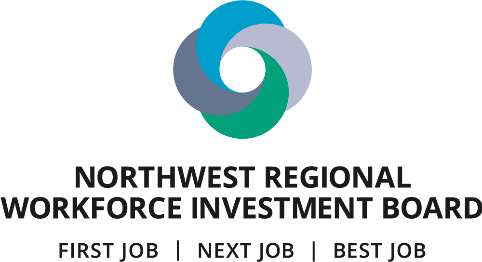 NORTHWEST REGIONAL
WORKFORCE INVESTMENT BOARD
FIRST JOB | NEXT JOB | BEST JOB